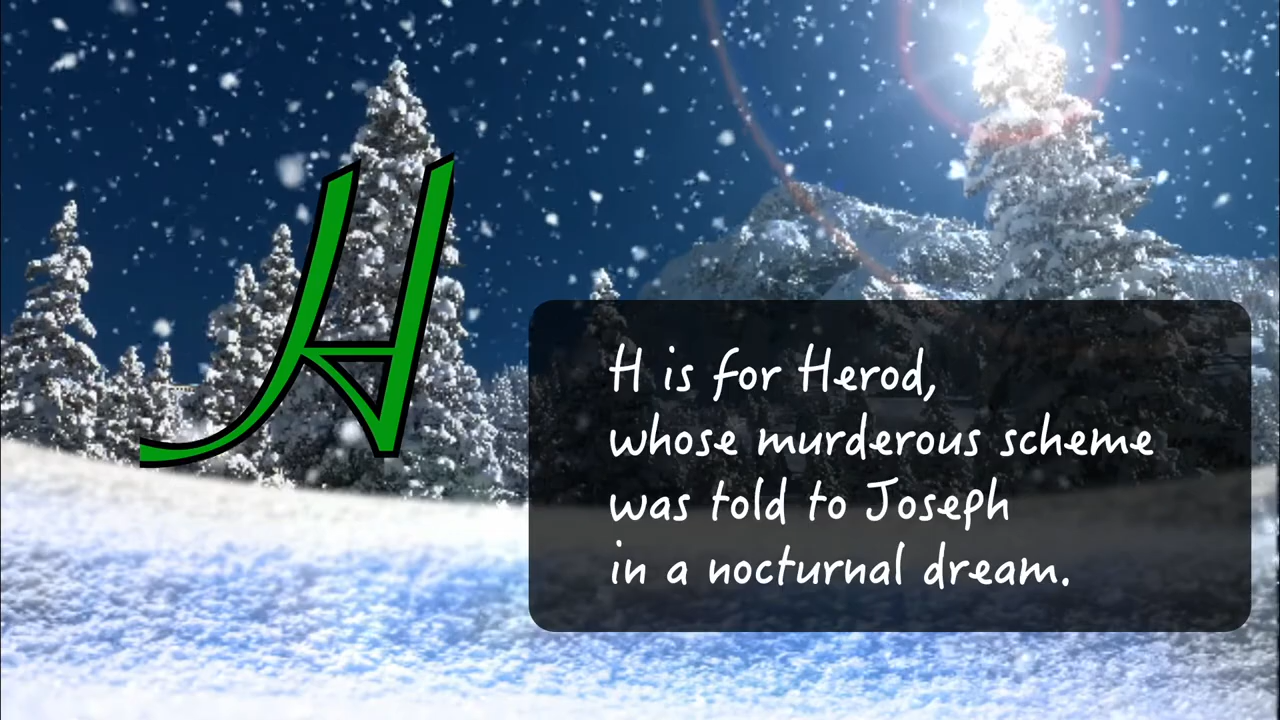 H
H is for Herod,
whose murderous scheme
was told to Joseph
in a nocturnal dream.